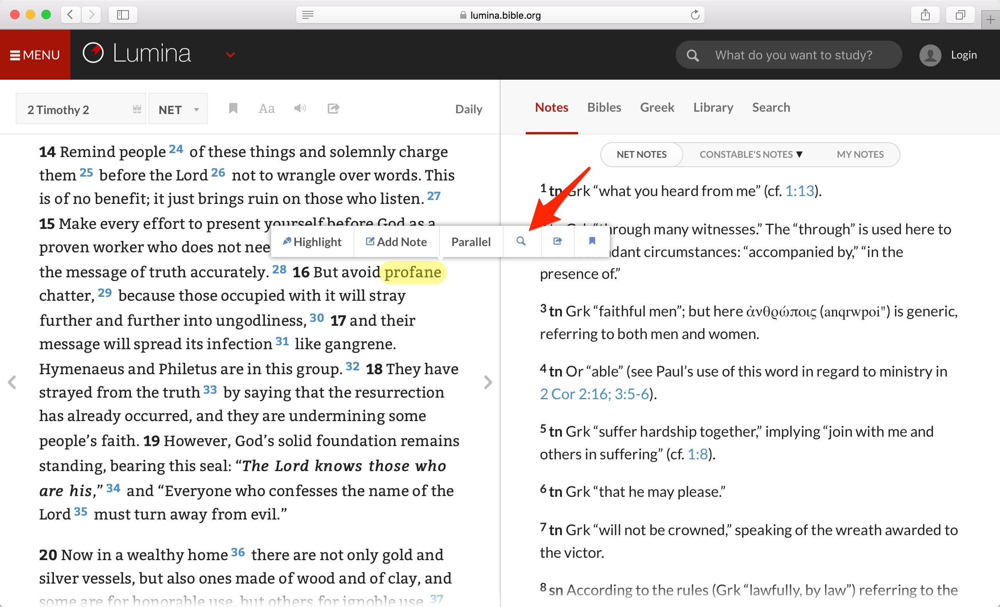 lumina.bible.org
MENU
Lumina
What do you want to study?
Login
2 Timothy 2
NET
Aa
Daily
14 Remind people 24 of these things and solemnly charge
them 25 before the Lord 26 not to wrangle over words. This
is of no benefit; it just brings ruin on those who listen. 27
15 Make every effort to present yourself before God as a
proven worker who does not nee
Highlight
Add Note
Parallel
the message of truth accurately. 28 16 But avoid profane
chatter, 29 because those occupied with it will stray
further and further into ungodliness, 30 17 and their
message will spread its infection 31 like gangrene.
Hymenaeus and Philetus are in this group. 32 18 They have
strayed from the truth 33 by saying that the resurrection
has already occurred, and they are undermining some
people’s faith. 19 However, God’s solid foundation remains
standing, bearing this seal: “The Lord knows those who
are his,” 34 and “Everyone who confesses the name of the
Lord 35 must turn away from evil.”
20 Now in a wealthy home 36 there are not only gold and
silver vessels, but also ones made of wood and of clay, and
some are for honorable use, but others for ignoble use. 37
Notes
Bibles
Greek
Library
Search
NET NOTES
CONSTABLE'S NOTES ▼
MY NOTES
1 tn Grk “what you heard from me” (cf. 1:13).
Grk “through many witnesses.” The “through” is used here to
dant circumstances: “accompanied by,” “in the
presence of.”
3 tn Grk “faithful men”; but here ἀνθρώποις (anqrwpoi") is generic,
referring to both men and women.
4 tn Or “able” (see Paul’s use of this word in regard to ministry in
2 Cor 2:16; 3:5-6).
5 tn Grk “suffer hardship together,” implying “join with me and
others in suffering” (cf. 1:8).
6 tn Grk “that he may please.”
7 tn Grk “will not be crowned,” speaking of the wreath awarded to
the victor.
8 sn According to the rules (Grk “lawfully, by law”) referring to the